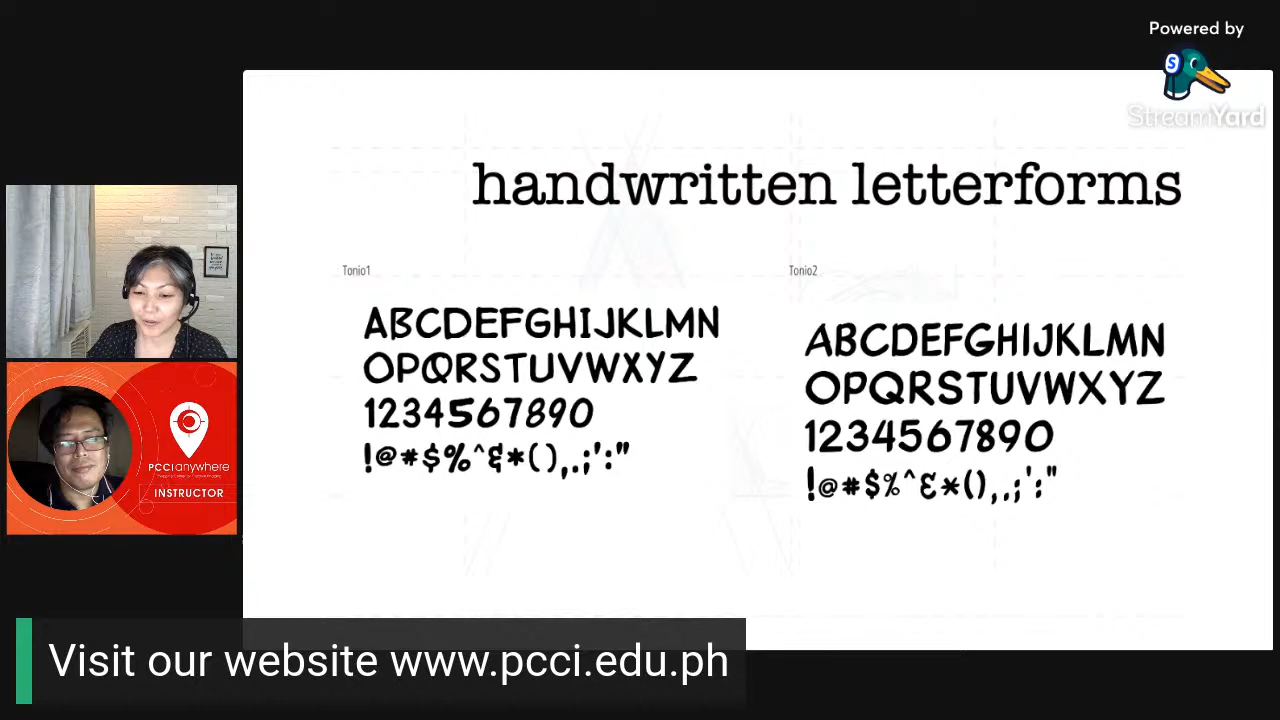 Powered by
StreamYard
handwritten letterforms
Tonio1
ABCDEFGHIJKLMN
OPQRSTUVWXYZ
1234567890
!@*$%^&*(),.;':"
Tonio2
ABCDEFGHIJKLMN
OPQRSTUVWXYZ
1234567890
!@#$%^&*(),.;':"
PCCI anywhere
INSTRUCTOR
Visit our website www.pcci.edu.ph